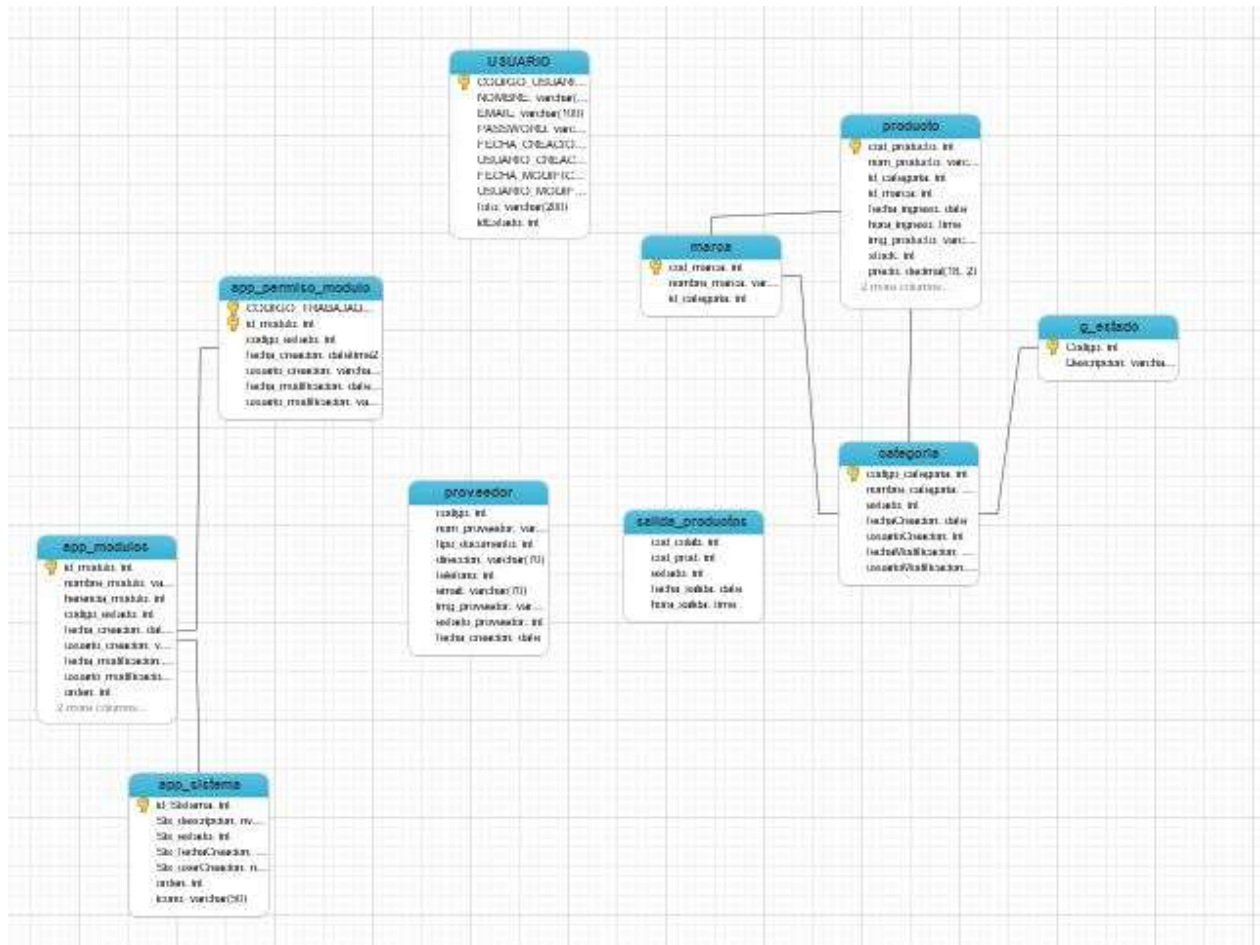 USUARIO
CODIGO_USUARI...
NOMBRE: varchar(...
EMAIL: varchar(100)
PASSWORD: varc...
FECHA_CREACIO...
USUARIO_CREAC...
FECHA_MODIFIC...
USUARIO_MODIF...
foto: varchar(200)
idEstado: int
producto
cod_producto: int
nom_producto: varc...
id_categoria: int
id_marca: int
fecha_ingreso: date
hora_ingreso: time
img_producto: varc...
stock: int
precio: decimal(18, 2)
2 more columns...
marca
cod_marca: int
nombre_marca: var...
id_categoria: int
app_permiso_modulo
CODIGO_TRABAJAD...
id_modulo: int
codigo_estado: int
fecha_creacion: datetime2
usuario_creacion: varcha...
fecha_modificacion: date...
usuario_modificacion: va...
g_estado
Codigo: int
Descripcion: varcha...
categoria
codigo_categoria: int
nombre_categoria: ...
estado: int
fechaCreacion: date
usuarioCreacion: int
fechaModificacion: ...
usuarioModificacion: ...
proveedor
codigo: int
nom_proveedor: var...
tipo_documento: int
direccion: varchar(70)
telefono: int
email: varchar(70)
img_proveedor: var...
estado_proveedor: int
fecha_creacion: date
salida_productos
cod_colab: int
cod_prod: int
estado: int
fecha_salida: date
hora_salida: time
app_modulos
id_modulo: int
nombre_modulo: va...
herencia_modulo: int
codigo_estado: int
fecha_creacion: dat...
usuario_creacion: v...
fecha_modificacion: ...
usuario_modificacio...
orden: int
2 more columns...
app_sistema
id_Sistema: int
Sis_descripcion: nv...
Sis_estado: int
Sis_fechaCreacion: ...
Sis_userCreacion: n...
orden: int
icono: varchar(50)